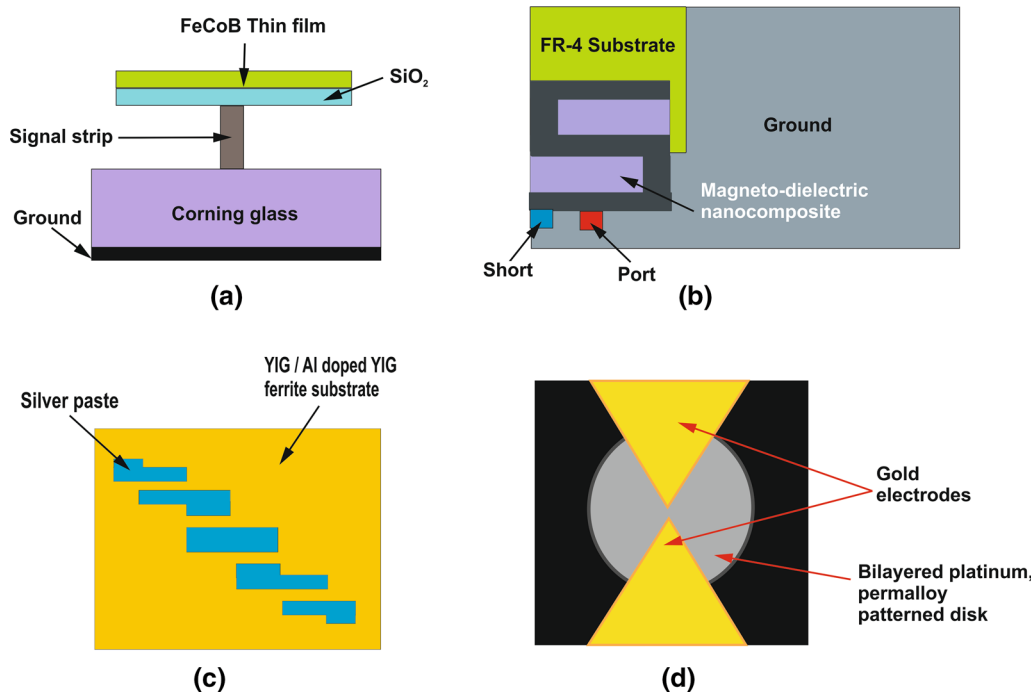 FeCoB Thin film
SiO₂
Signal strip
Ground
Corning glass
(a)
FR-4 Substrate
Ground
Magneto-dielectric
nanocomposite
Short
Port
(b)
YIG / Al doped YIG
ferrite substrate
Silver paste
(c)
Gold
electrodes
Bilayered platinum,
permalloy
patterned disk
(d)